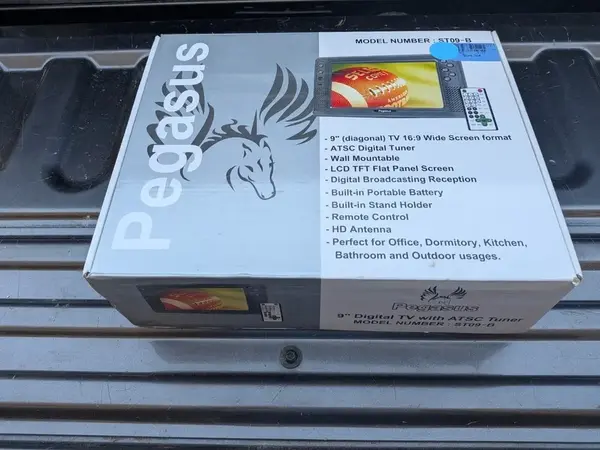 MODEL NUMBER : ST09-B
Pegasus
- 9" (diagonal) TV 16:9 Wide Screen format
- ATSC Digital Tuner
- Wall Mountable
- LCD TFT Flat Panel Screen
- Digital Broadcasting Reception
- Built-in Portable Battery
- Built-in Stand Holder
- Remote Control
- HD Antenna
- Perfect for Office, Dormitory, Kitchen,
Bathroom and Outdoor usages.
Pegasus
9" Digital TV with ATSC Tuner
MODEL NUMBER : ST09-B